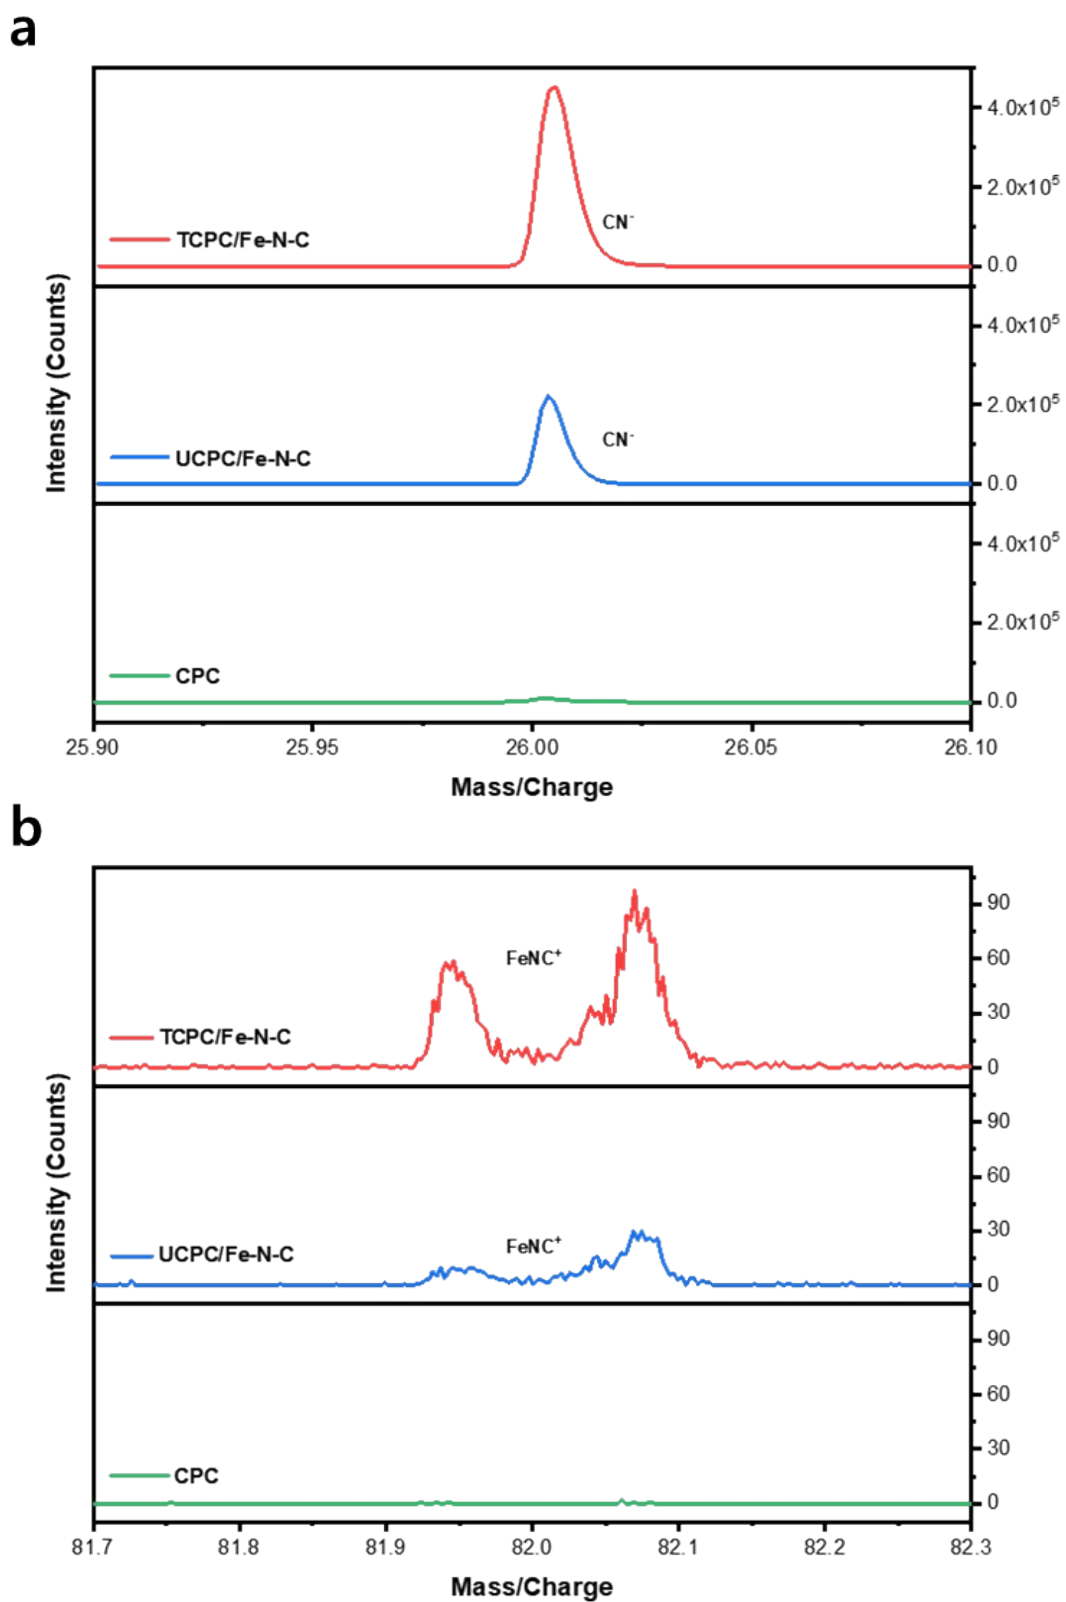 a
4.0x10⁵
2.0x10⁵
CN⁻
TCPC/Fe-N-C
0.0
4.0x10⁵
2.0x10⁵
CN⁻
UCPC/Fe-N-C
0.0
4.0x10⁵
2.0x10⁵
CPC
0.0
Intensity (Counts)
25.90 25.95 26.00 26.05 26.10
Mass/Charge
b
90
FeNC⁺
60
30
TCPC/Fe-N-C
0
90
60
FeNC⁺
30
UCPC/Fe-N-C
0
90
60
30
CPC
0
Intensity (Counts)
81.7 81.8 81.9 82.0 82.1 82.2 82.3
Mass/Charge